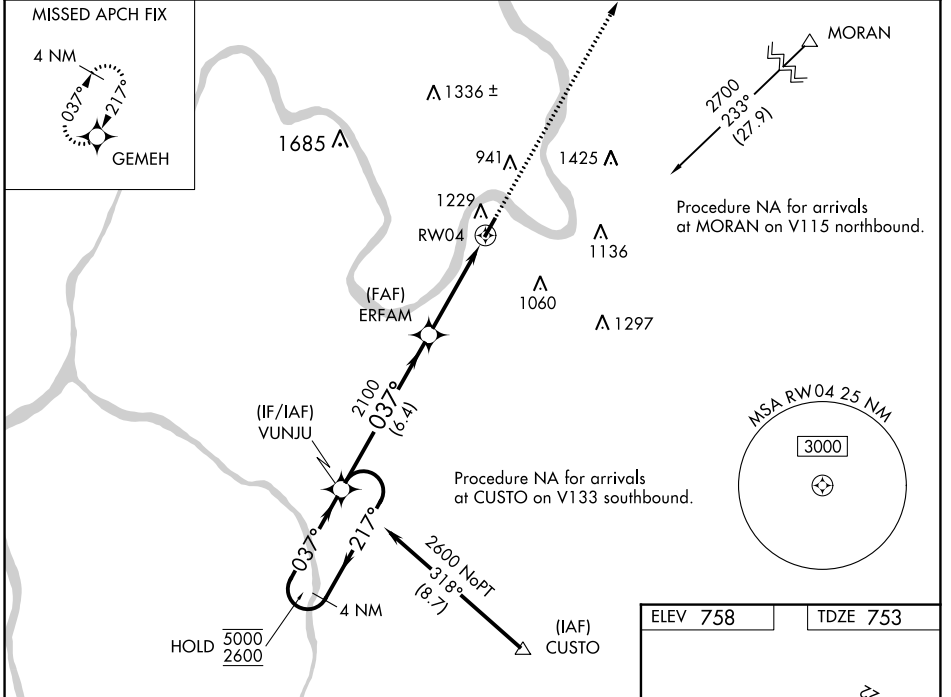 MISSED APCH FIX
4 NM
037°
217°
GEMEH
MORAN
2700
233°
(27.9)
Procedure NA for arrivals
at MORAN on V115 northbound.
1336 ±
1685
941
1425
1229
RW04
1136
1060
1297
(FAF)
ERFAM
2100
037°
(6.4)
(IF/IAF)
VUNJU
MSA RW04 25 NM
3000
Procedure NA for arrivals
at CUSTO on V133 southbound.
037°
217°
4 NM
HOLD 5000
2600
2600 NoPT
318°
(8.7)
(IAF)
CUSTO
ELEV 758
TDZE 753
22